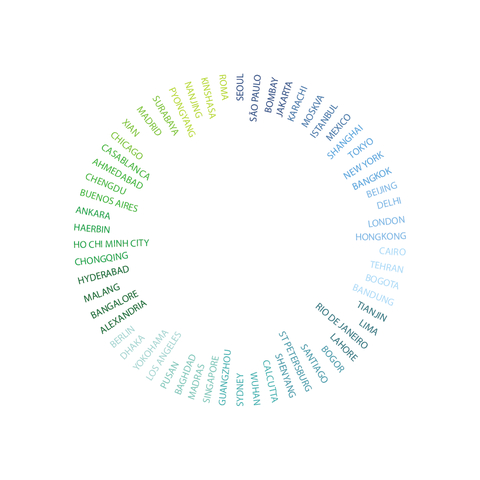 SEOUL
SÃO PAULO
BOMBAY
JAKARTA
KARACHI
MOSKVA
ISTANBUL
MEXICO
SHANGHAI
TOKYO
NEW YORK
BANGKOK
BEIJING
DELHI
LONDON
HONGKONG
CAIRO
TEHRAN
BOGOTA
BANDUNG
TIANJIN
LIMA
RIO DE JANEIRO
LAHORE
BOGOR
SANTIAGO
ST PETERSBURG
SHENYANG
CALCUTTA
WUHAN
SYDNEY
GUANGZHOU
SINGAPORE
MADRAS
BAGHDAD
PUSAN
LOS ANGELES
YOKOHAMA
DHAKA
BERLIN
ALEXANDRIA
BANGALORE
MALANG
HYDERABAD
CHONGQING
HO CHI MINH CITY
HAERBIN
ANKARA
BUENOS AIRES
CHENGDU
AHMEDABAD
CASABLANCA
CHICAGO
XIAN
MADRID
SURABAYA
PYONGYANG
NANJING
KINSHASA
ROMA